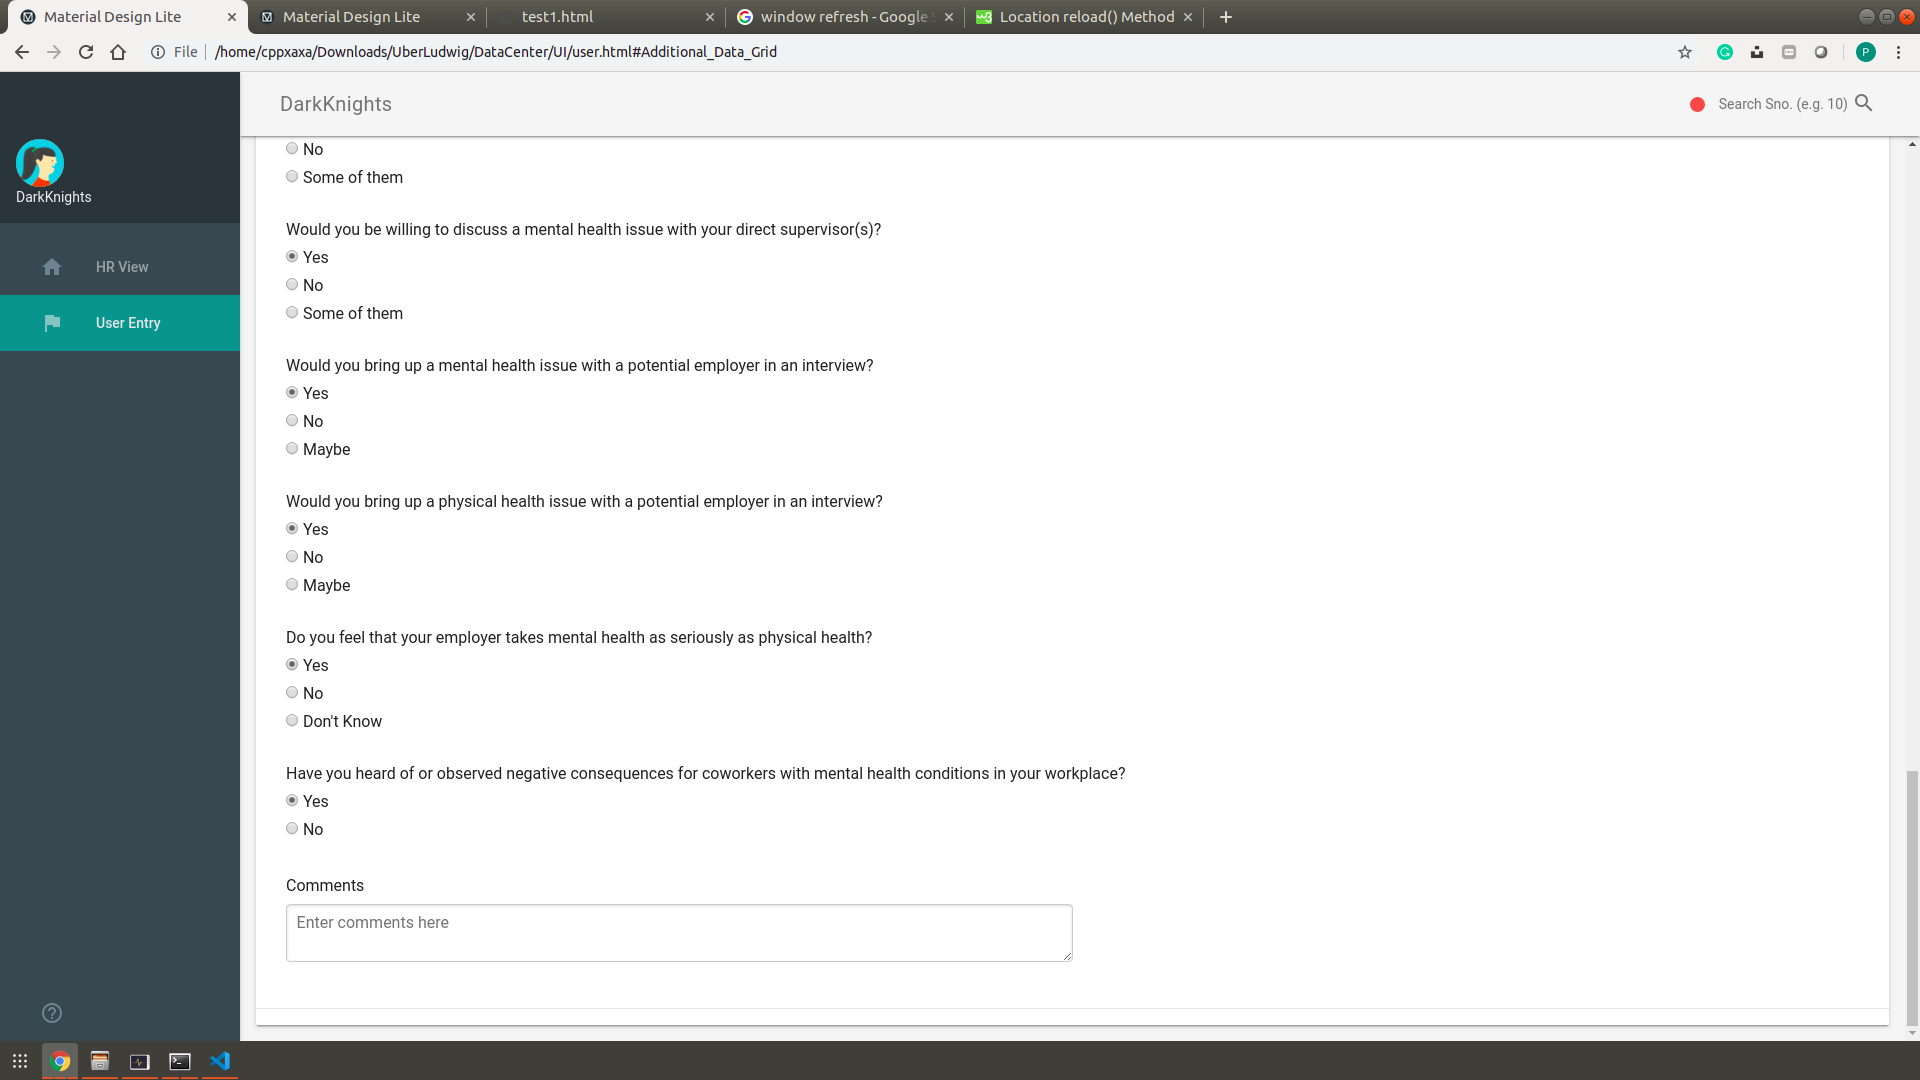 Material Design Lite
Material Design Lite
test1.html
window refresh - Google
Location reload() Method
File
/home/cppxaxa/Downloads/UberLudwig/DataCenter/UI/user.html#Additional_Data_Grid
P
DarkKnights
Search Sno. (e.g. 10)
DarkKnights
HR View
User Entry
No
Some of them
Would you be willing to discuss a mental health issue with your direct supervisor(s)?
Yes
No
Some of them
Would you bring up a mental health issue with a potential employer in an interview?
Yes
No
Maybe
Would you bring up a physical health issue with a potential employer in an interview?
Yes
No
Maybe
Do you feel that your employer takes mental health as seriously as physical health?
Yes
No
Don't Know
Have you heard of or observed negative consequences for coworkers with mental health conditions in your workplace?
Yes
No
Comments
Enter comments here